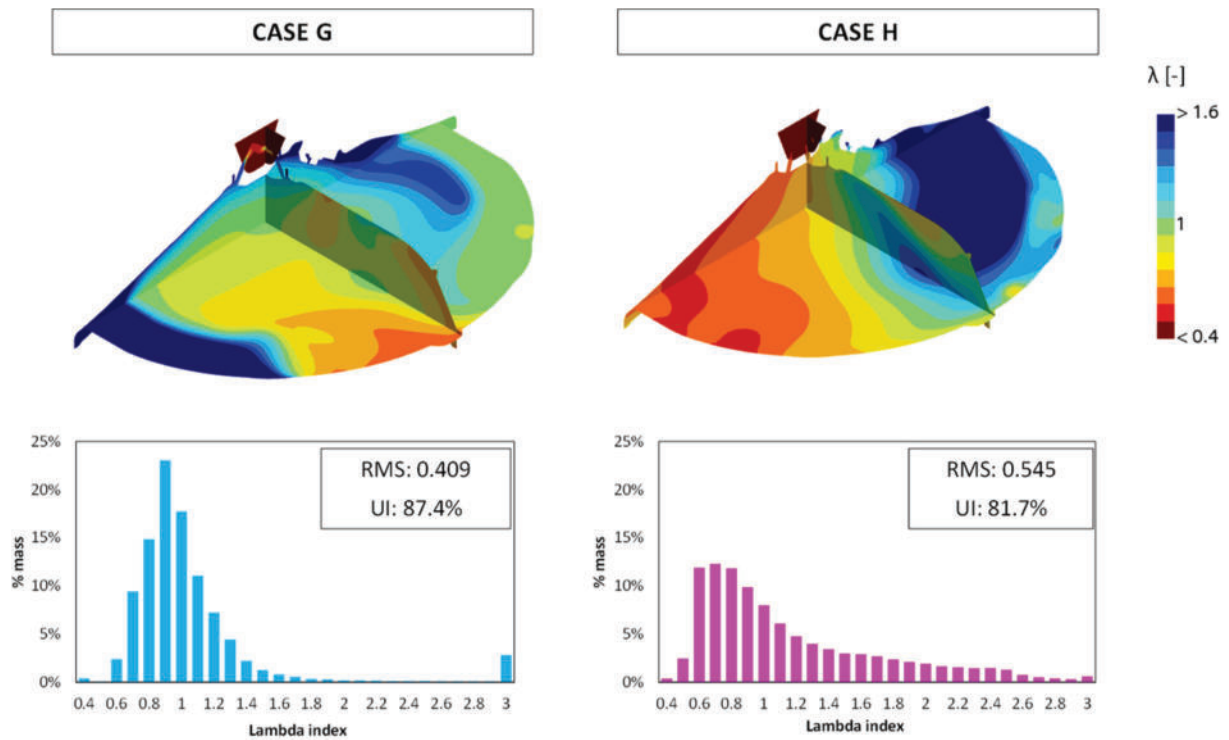 CASE G
CASE H
λ [-]
> 1.6
1
< 0.4
25%
20%
15%
10%
5%
0%
% mass
RMS: 0.409
UI: 87.4%
0.4 0.6 0.8 1 1.2 1.4 1.6 1.8 2 2.2 2.4 2.6 2.8 3
Lambda index
25%
20%
15%
10%
5%
0%
% mass
RMS: 0.545
UI: 81.7%
0.4 0.6 0.8 1 1.2 1.4 1.6 1.8 2 2.2 2.4 2.6 2.8 3
Lambda index